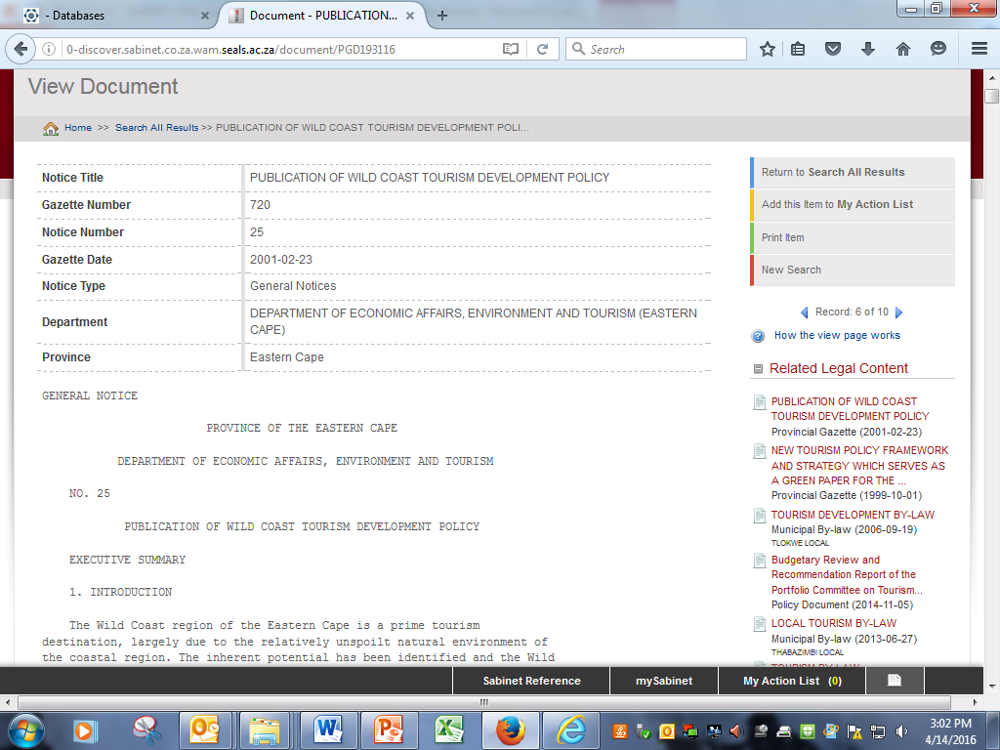 - Databases
Document - PUBLICATION...
0-discover.sabinet.co.za.wam.seals.ac.za/document/PGD193116
Search
View Document
Home >> Search All Results >> PUBLICATION OF WILD COAST TOURISM DEVELOPMENT POLI...
Notice Title PUBLICATION OF WILD COAST TOURISM DEVELOPMENT POLICY
Gazette Number 720
Notice Number 25
Gazette Date 2001-02-23
Notice Type General Notices
Department DEPARTMENT OF ECONOMIC AFFAIRS, ENVIRONMENT AND TOURISM (EASTERN
CAPE)
Province Eastern Cape
GENERAL NOTICE
PROVINCE OF THE EASTERN CAPE
DEPARTMENT OF ECONOMIC AFFAIRS, ENVIRONMENT AND TOURISM
NO. 25
PUBLICATION OF WILD COAST TOURISM DEVELOPMENT POLICY
EXECUTIVE SUMMARY
1. INTRODUCTION
The Wild Coast region of the Eastern Cape is a prime tourism
destination, largely due to the relatively unspoilt natural environment of
the coastal region. The inherent potential has been identified and the Wild
Return to Search All Results
Add this Item to My Action List
Print Item
New Search
Record: 6 of 10
How the view page works
Related Legal Content
PUBLICATION OF WILD COAST
TOURISM DEVELOPMENT POLICY
Provincial Gazette (2001-02-23)
NEW TOURISM POLICY FRAMEWORK
AND STRATEGY WHICH SERVES AS
A GREEN PAPER FOR THE ...
Provincial Gazette (1999-10-01)
TOURISM DEVELOPMENT BY-LAW
Municipal By-law (2006-09-19)
TLOKWE LOCAL
Budgetary Review and
Recommendation Report of the
Portfolio Committee on Tourism...
Policy Document (2014-11-05)
LOCAL TOURISM BY-LAW
Municipal By-law (2013-06-27)
THABAZIMBI LOCAL
TOURISM BY-LAW
Sabinet Reference
mySabinet
My Action List (0)
3:02 PM
4/14/2016